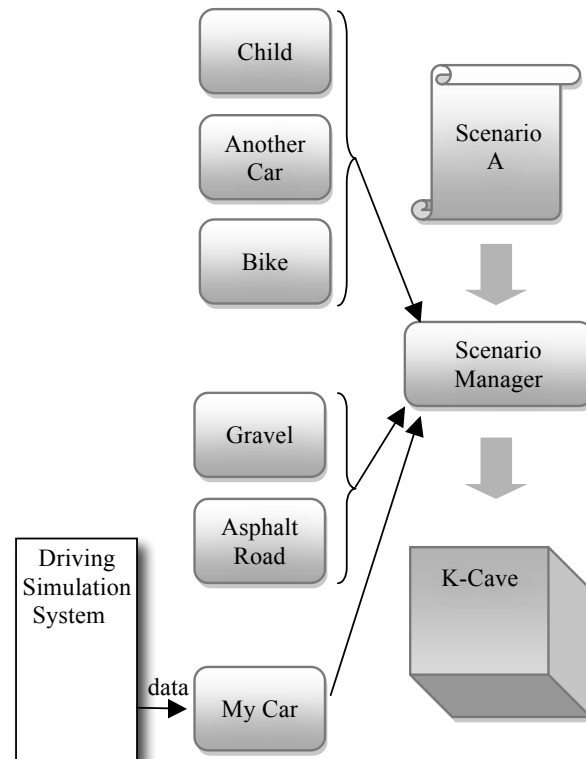 Child
Another
Car
Bike
Scenario
A
Scenario
Manager
Gravel
Asphalt
Road
Driving
Simulation
System
data
My Car
K-Cave